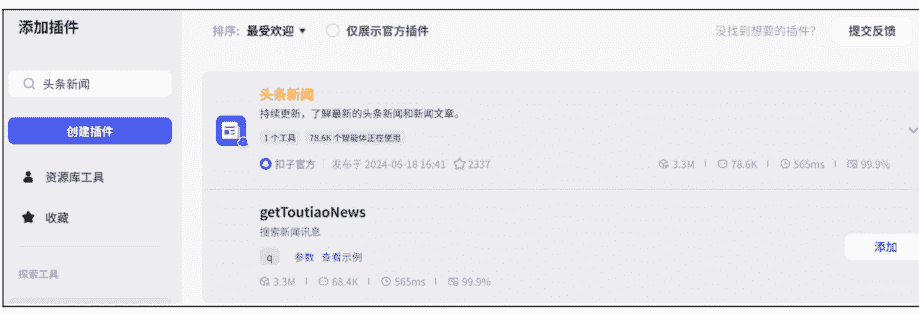 添加插件
排序: 最受欢迎 仅展示官方插件 没找到想要的插件? 提交反馈
头条新闻
创建插件
资源库工具
收藏
探索工具
头条新闻
持续更新，了解最新的头条新闻和新闻文章。
1 个工具 78.6K 个智能体正在使用
扣子官方 发布于 2024-06-18 16:41 2337 3.3M 78.6K 565ms 99.9%
getToutiaoNews
搜索新闻讯息
q 参数 查看示例
添加
3.3M 68.4K 565ms 99.9%